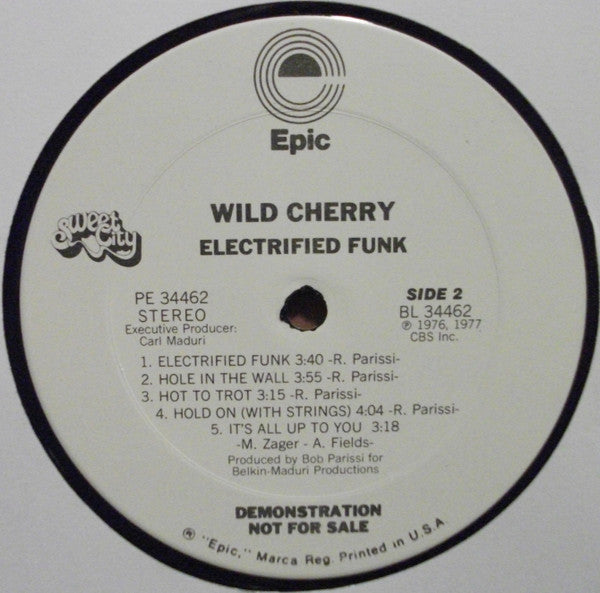 Epic
WILD CHERRY
ELECTRIFIED FUNK
Sweet City
PE 34462
STEREO
Executive Producer:
Carl Maduri
SIDE 2
BL 34462
℗ 1976, 1977
CBS Inc.
1. ELECTRIFIED FUNK 3:40 -R. Parissi-
2. HOLE IN THE WALL 3:55 -R. Parissi-
3. HOT TO TROT 3:15 -R. Parissi-
4. HOLD ON (WITH STRINGS) 4:04 -R. Parissi-
5. IT'S ALL UP TO YOU 3:18
-M. Zager - A. Fields-
Produced by Bob Parissi for
Belkin-Maduri Productions
DEMONSTRATION
NOT FOR SALE
® "Epic," Marca Reg. Printed in U.S.A